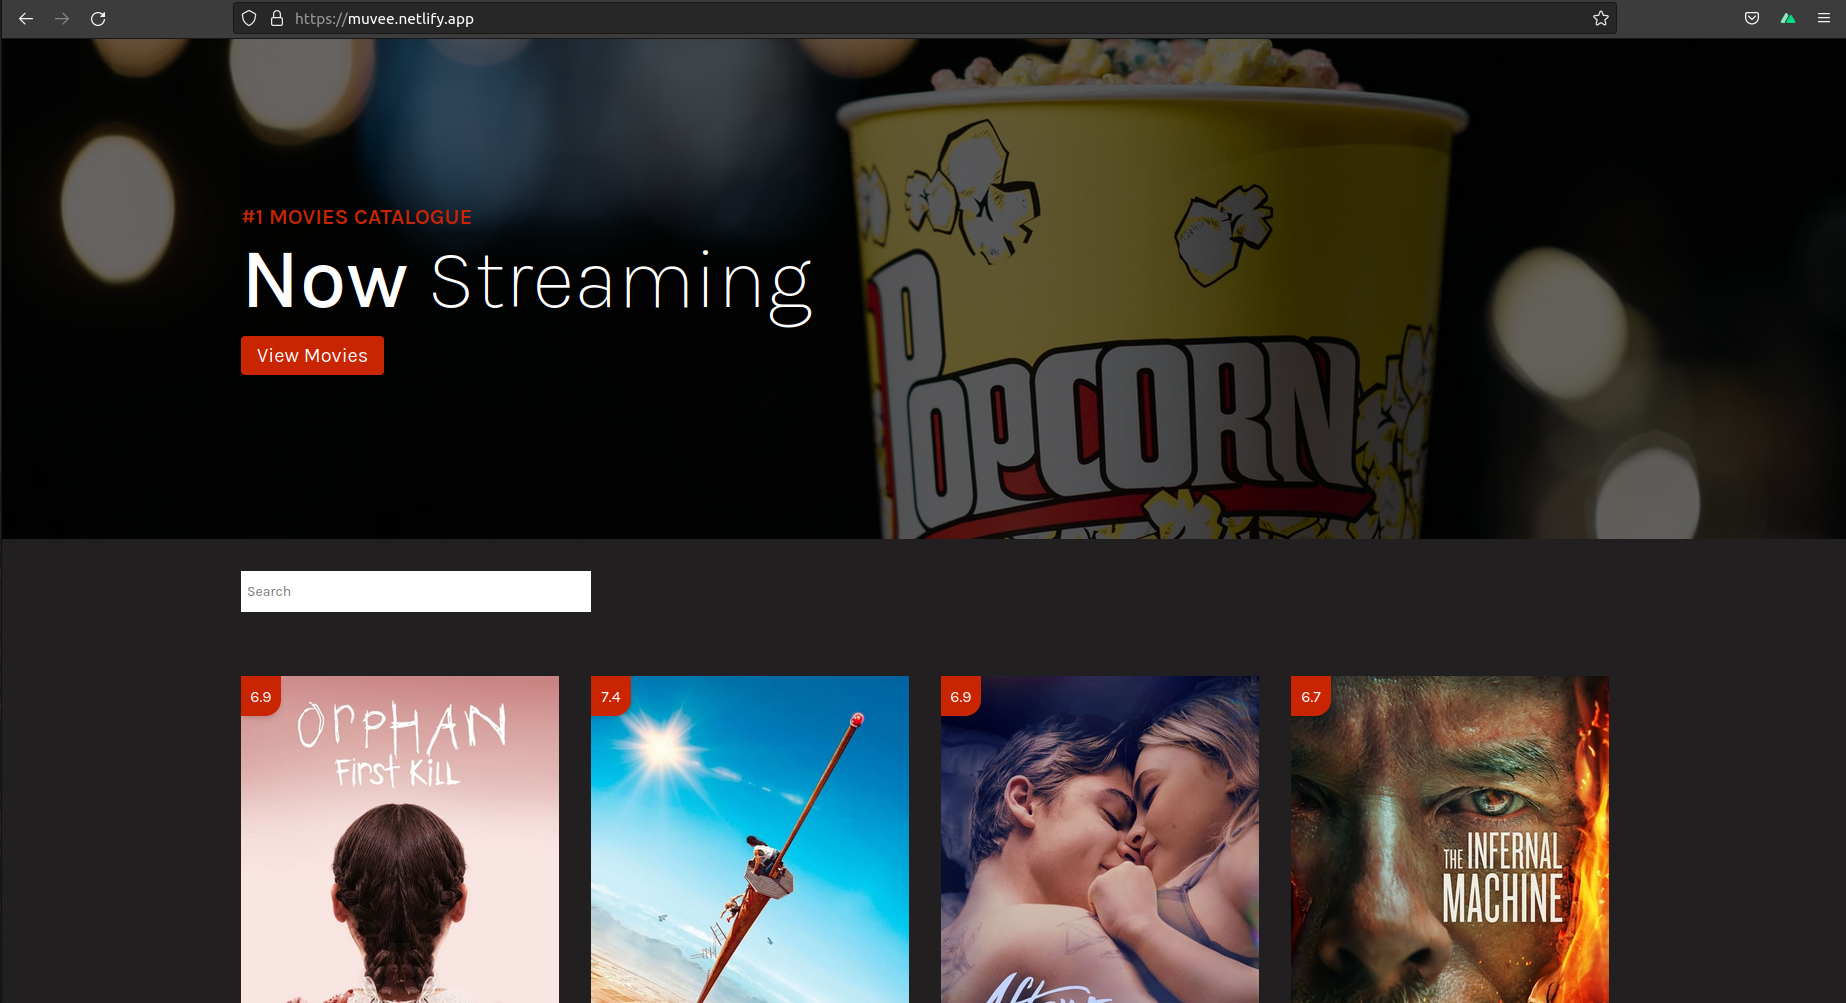 https://muvee.netlify.app
#1 MOVIES CATALOGUE
Now Streaming
View Movies
POPCORN
Search
6.9
7.4
6.9
6.7
ORPHAN
FIRST KILL
THE INFERNAL
MACHINE
After